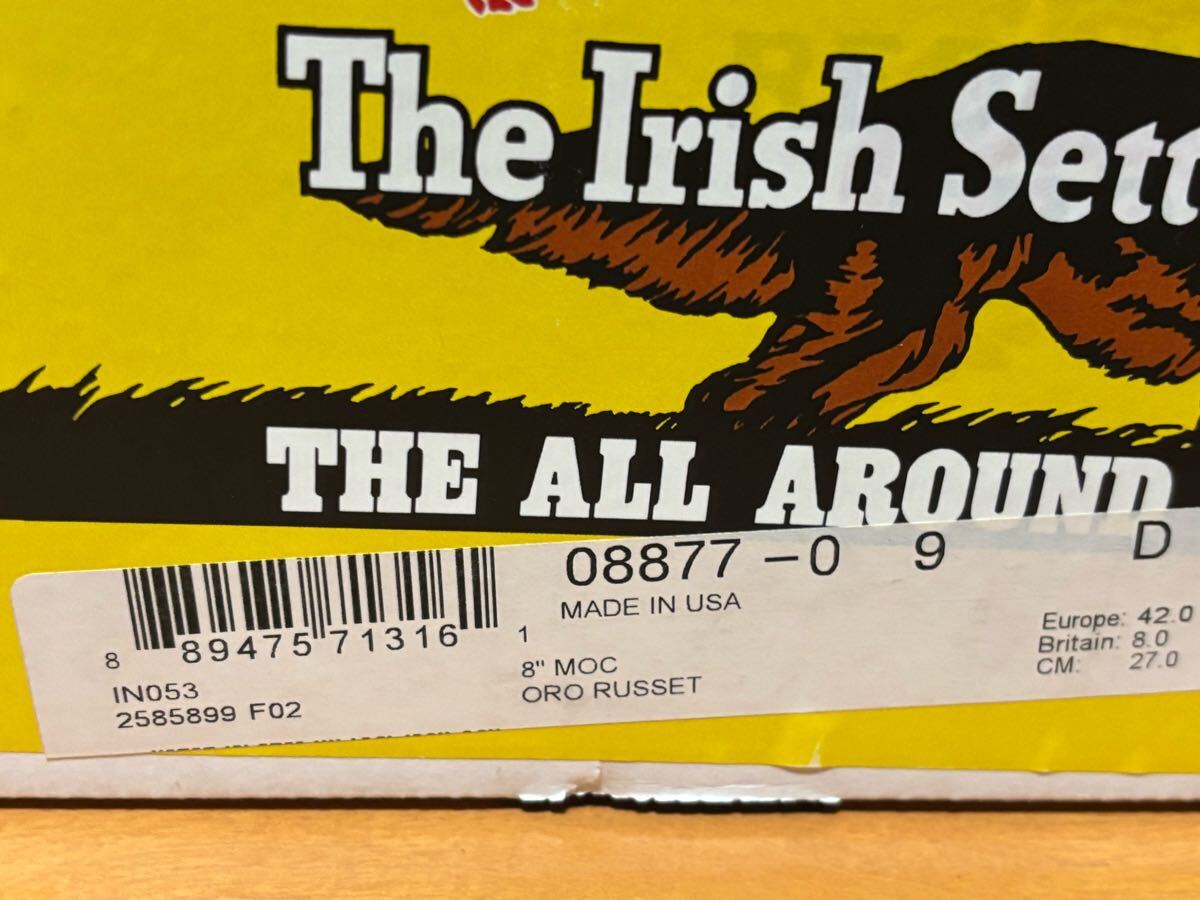 The Irish Sett
THE ALL AROUND
08877-0 9 D
MADE IN USA
8 89475 71316 1
8" MOC
ORO RUSSET
IN053
2585899 F02
Europe: 42.0
Britain: 8.0
CM: 27.0